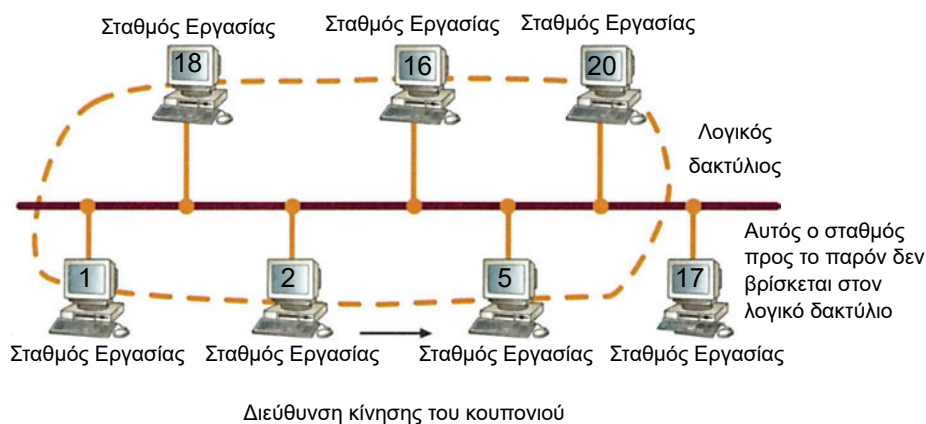 Σταθμός Εργασίας
Σταθμός Εργασίας
Σταθμός Εργασίας
18
16
20
Λογικός
δακτύλιος
Αυτός ο σταθμός
προς το παρόν δεν
βρίσκεται στον
λογικό δακτύλιο
1
2
5
17
Σταθμός Εργασίας
Σταθμός Εργασίας
Σταθμός Εργασίας
Σταθμός Εργασίας
Διεύθυνση κίνησης του κουπονιού